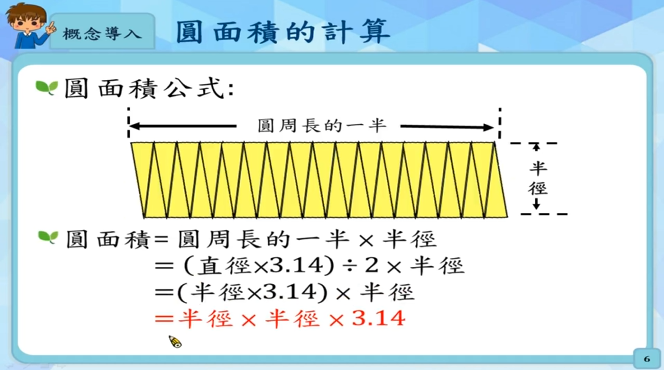 概念導入
圓面積的計算
圓面積公式:
圓周長的一半
半徑
圓面積=圓周長的一半×半徑
=(直徑×3.14)÷2×半徑
=(半徑×3.14)×半徑
=半徑×半徑×3.14
6